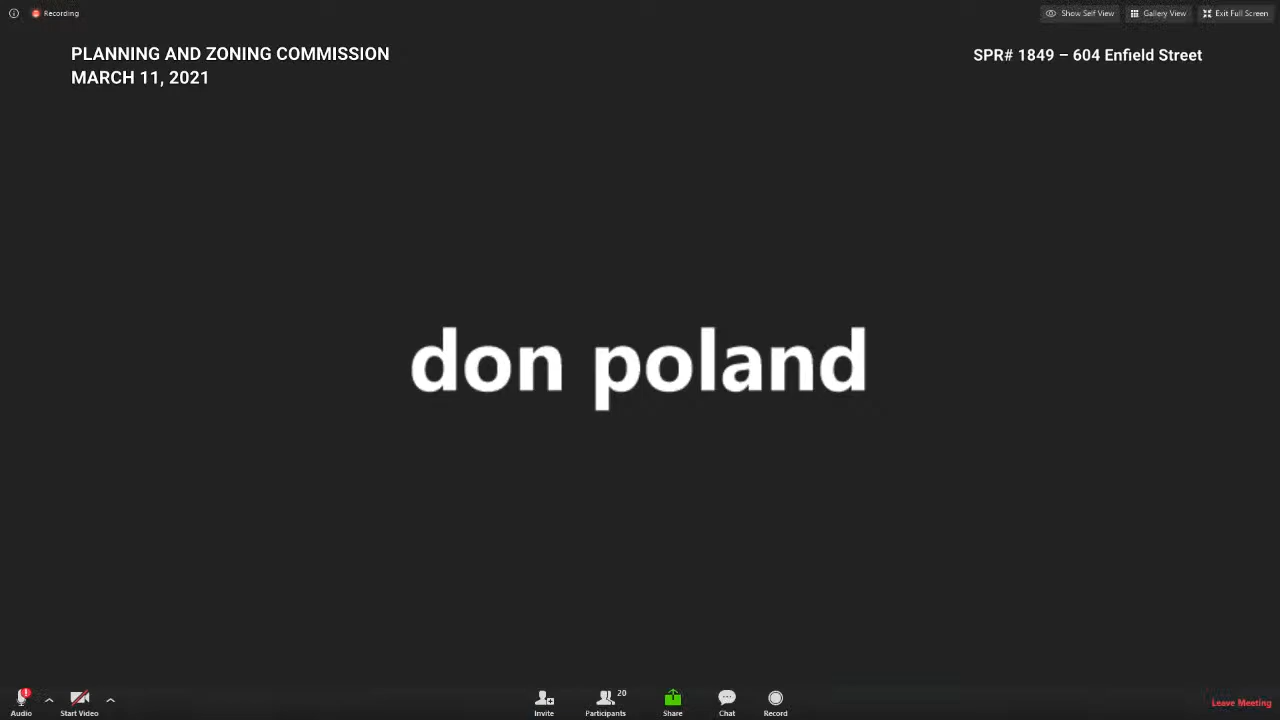 Recording
Show Self View
Gallery View
Exit Full Screen
PLANNING AND ZONING COMMISSION
MARCH 11, 2021
SPR# 1849 – 604 Enfield Street
don poland
Audio
Start Video
Invite
Participants
20
Share
Chat
Record
Leave Meeting